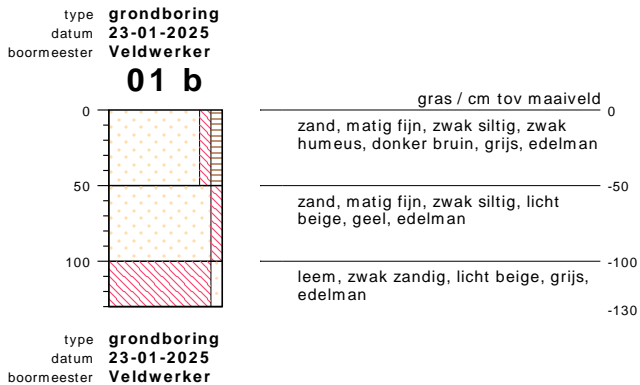 type grondboring
datum 23-01-2025
boormeester Veldwerker
01 b
gras / cm tov maaiveld
0 0
zand, matig fijn, zwak siltig, zwak
humeus, donker bruin, grijs, edelman
50 -50
zand, matig fijn, zwak siltig, licht
beige, geel, edelman
100 -100
leem, zwak zandig, licht beige, grijs,
edelman
-130
type grondboring
datum 23-01-2025
boormeester Veldwerker